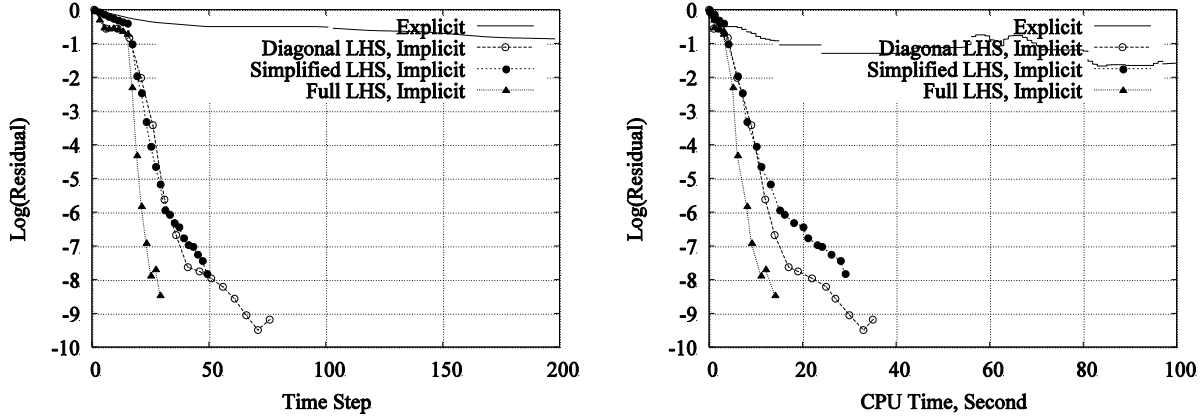 0
-1
-2
-3
-4
-5
-6
-7
-8
-9
-10
Log(Residual)
Explicit
Diagonal LHS, Implicit
Simplified LHS, Implicit
Full LHS, Implicit
0 50 100 150 200
Time Step
0
-1
-2
-3
-4
-5
-6
-7
-8
-9
-10
Log(Residual)
Explicit
Diagonal LHS, Implicit
Simplified LHS, Implicit
Full LHS, Implicit
0 20 40 60 80 100
CPU Time, Second